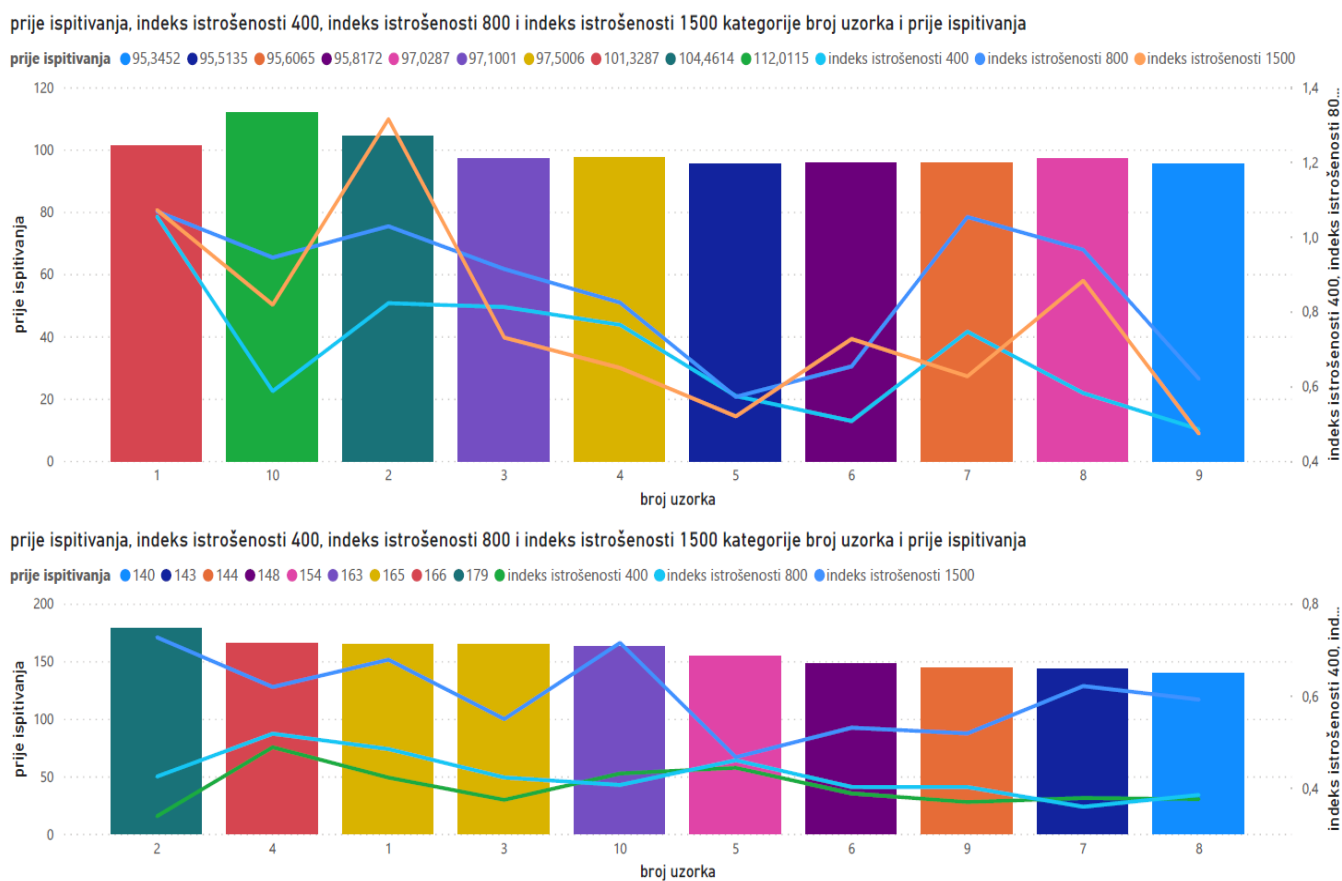 prije ispitivanja, indeks istrošenosti 400, indeks istrošenosti 800 i indeks istrošenosti 1500 kategorije broj uzorka i prije ispitivanja
prije ispitivanja 95,3452 95,5135 95,6065 95,8172 97,0287 97,1001 97,5006 101,3287 104,4614 112,0115 indeks istrošenosti 400 indeks istrošenosti 800 indeks istrošenosti 1500
120
100
80
60
40
20
0
prije ispitivanja
1,4
1,2
1,0
0,8
0,6
0,4
indeks istrošenosti 400, indeks istrošenosti 80...
1 10 2 3 4 5 6 7 8 9
broj uzorka
prije ispitivanja, indeks istrošenosti 400, indeks istrošenosti 800 i indeks istrošenosti 1500 kategorije broj uzorka i prije ispitivanja
prije ispitivanja 140 143 144 148 154 163 165 166 179 indeks istrošenosti 400 indeks istrošenosti 800 indeks istrošenosti 1500
200
150
100
50
0
prije ispitivanja
0,8
0,6
0,4
indeks istrošenosti 400, ind...
2 4 1 3 10 5 6 9 7 8
broj uzorka